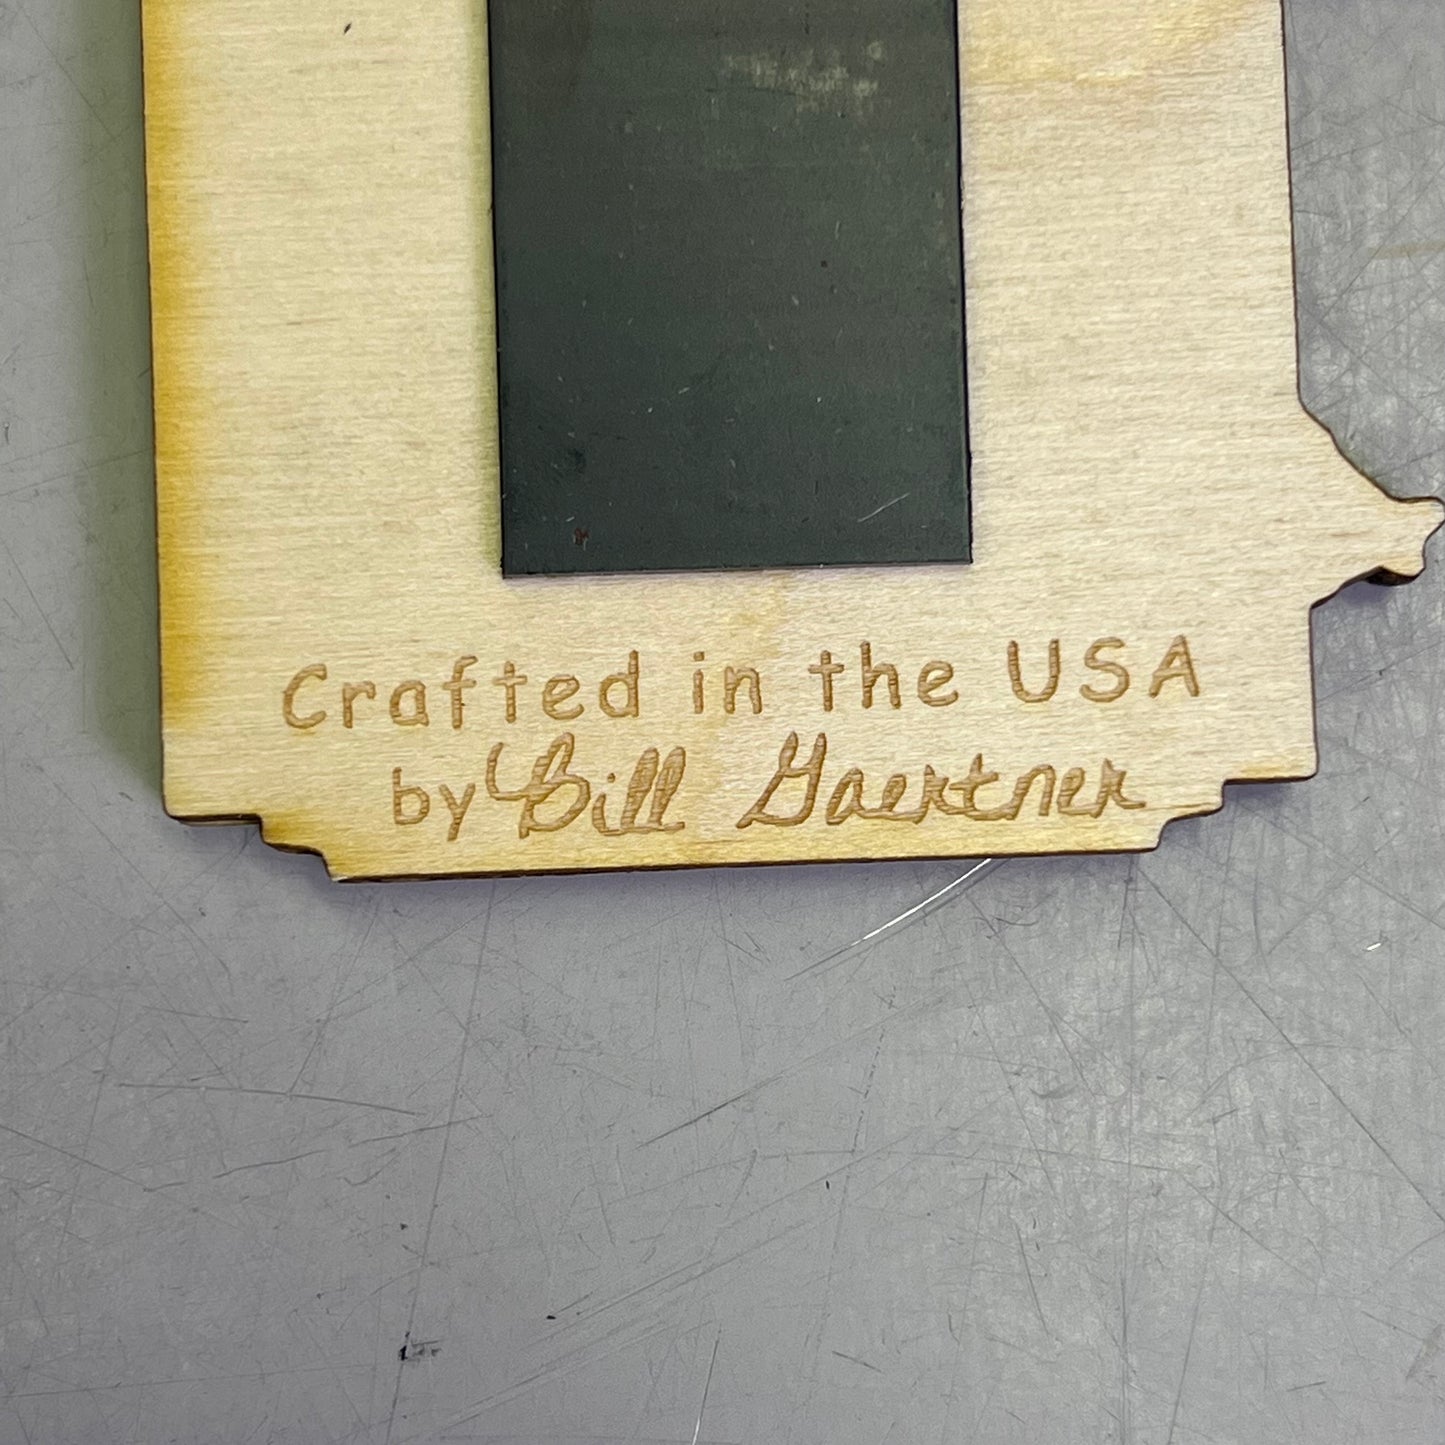 Crafted in the USA
by Bill Gaertner